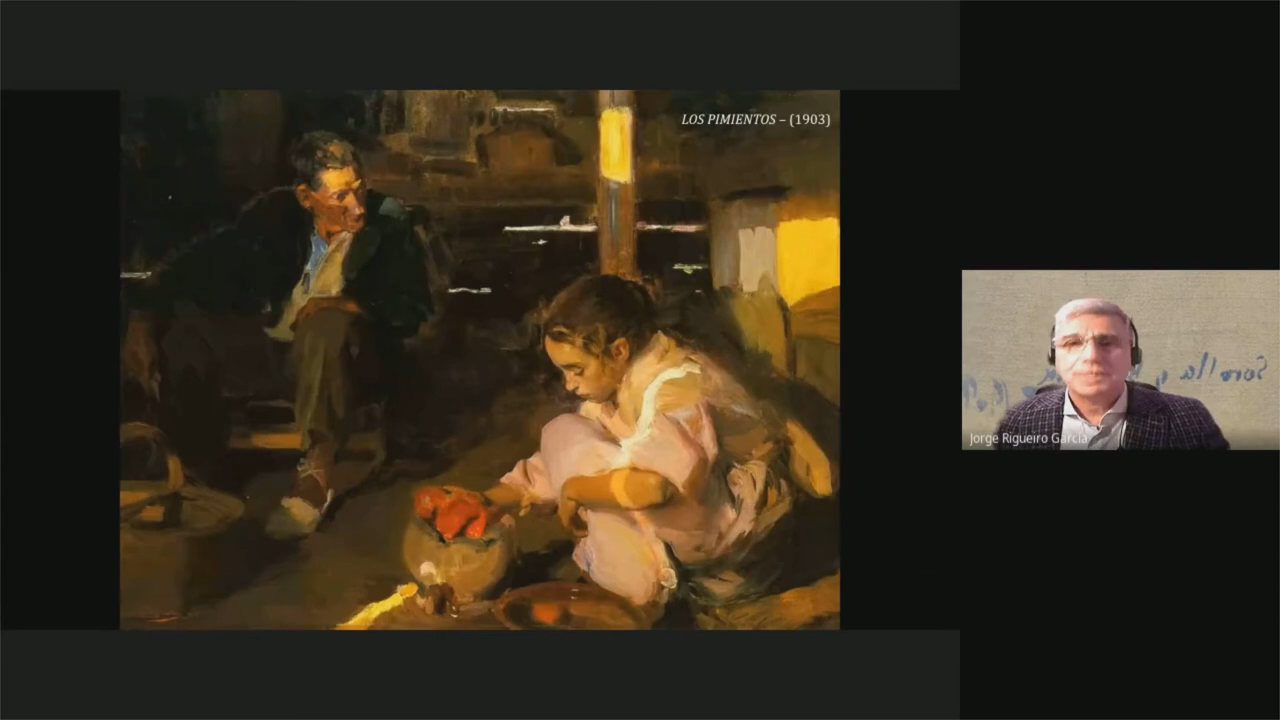 LOS PIMIENTOS – (1903)
Jorge Rigueiro García